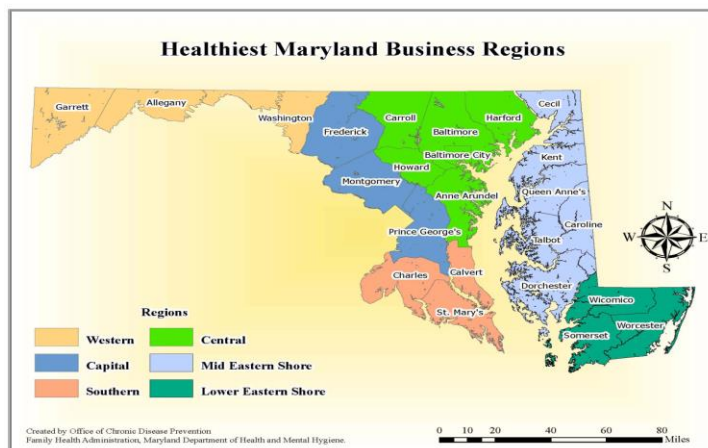 Healthiest Maryland Business Regions
Garrett
Allegany
Washington
Frederick
Carroll
Baltimore
Harford
Cecil
Baltimore City
Howard
Kent
Montgomery
Anne Arundel
Queen Anne's
Prince George's
Caroline
Talbot
Charles
Calvert
Dorchester
St. Mary's
Wicomico
Somerset
Worcester
N
W
E
S
Regions
Western
Central
Capital
Mid Eastern Shore
Southern
Lower Eastern Shore
Created by Office of Chronic Disease Prevention
Family Health Administration, Maryland Department of Health and Mental Hygiene.
0 10 20 40 60 80
Miles